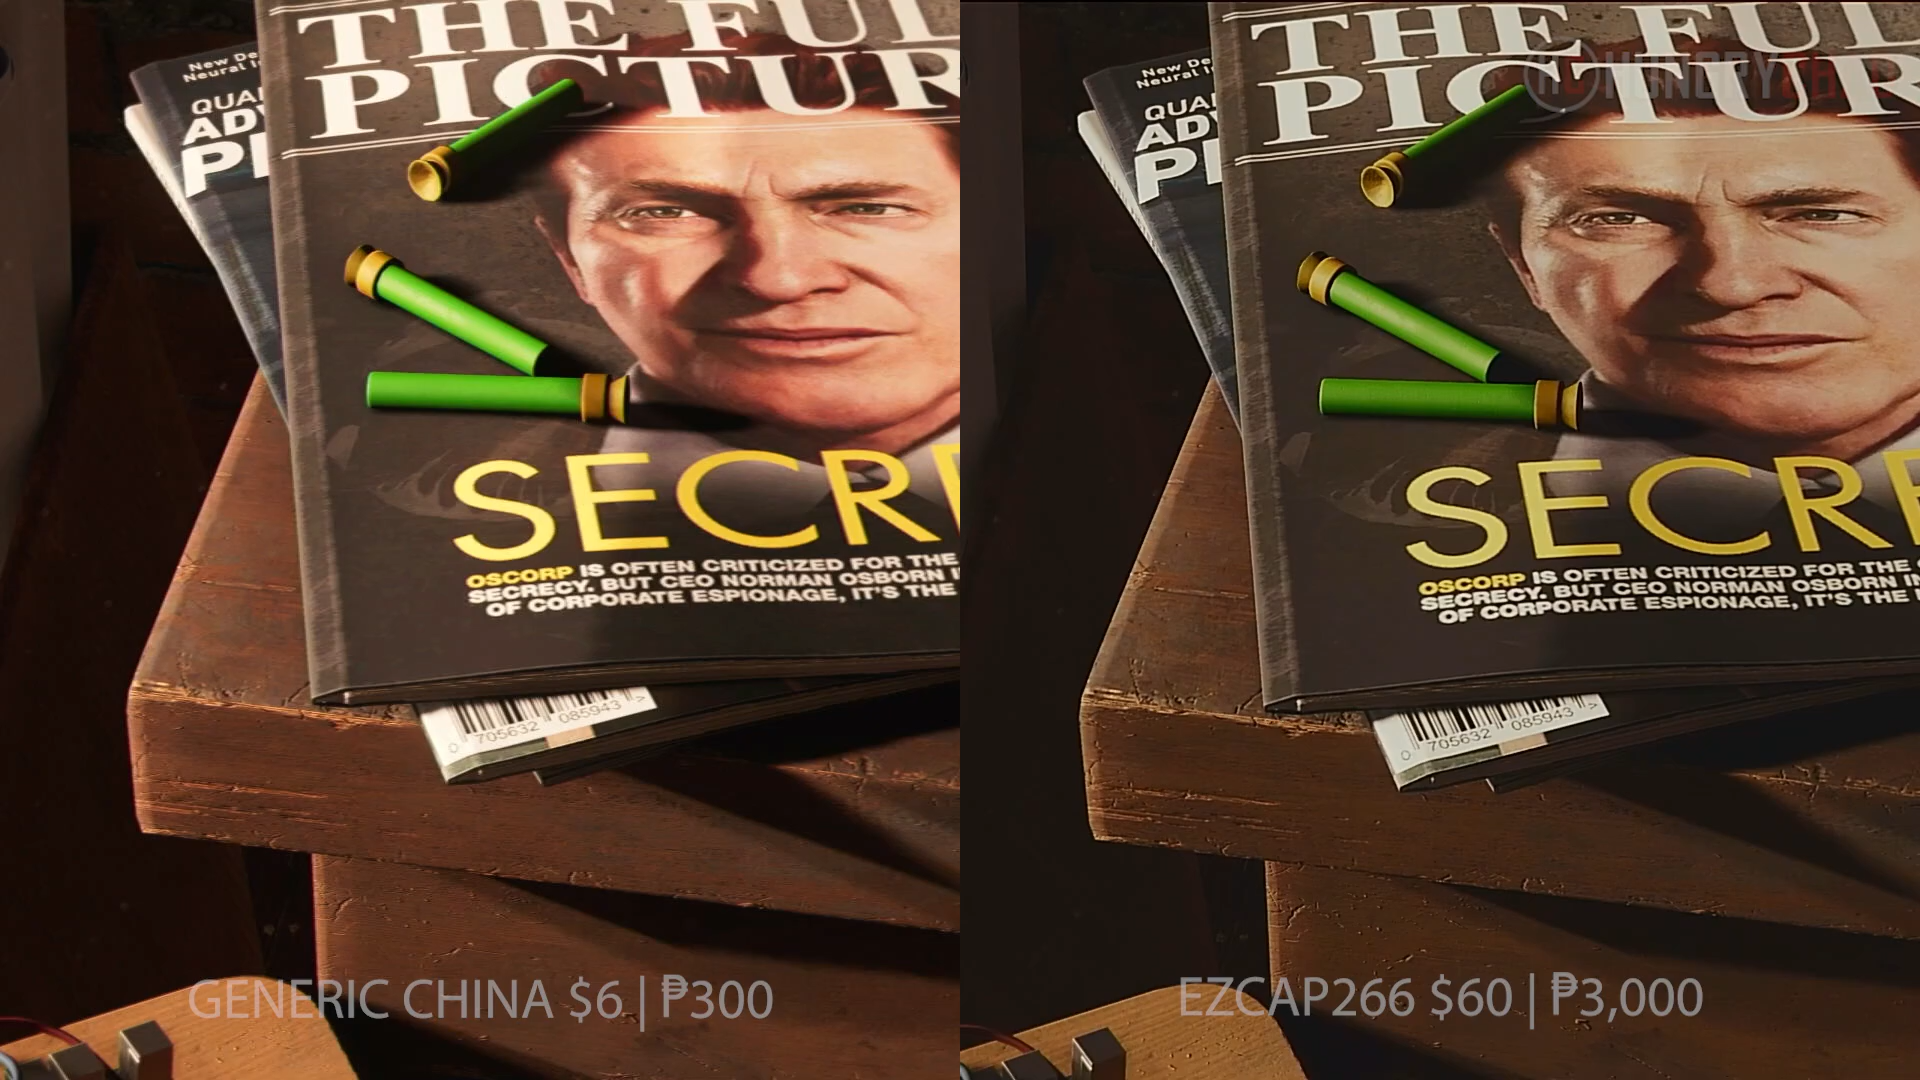 THE FUL
PICTUR
New De
Neural I
QUA
ADV
SECRE
OSCORP IS OFTEN CRITICIZED FOR THE
SECRECY. BUT CEO NORMAN OSBORN I
OF CORPORATE ESPIONAGE, IT'S THE
0 705632 085943 >
GENERIC CHINA $6 | ₱300
THE FUL
PICTUR
New De
Neural I
QUA
ADV
SECRE
OSCORP IS OFTEN CRITICIZED FOR THE
SECRECY. BUT CEO NORMAN OSBORN IN
OF CORPORATE ESPIONAGE, IT'S THE
0 705632 085943 >
EZCAP266 $60 | ₱3,000